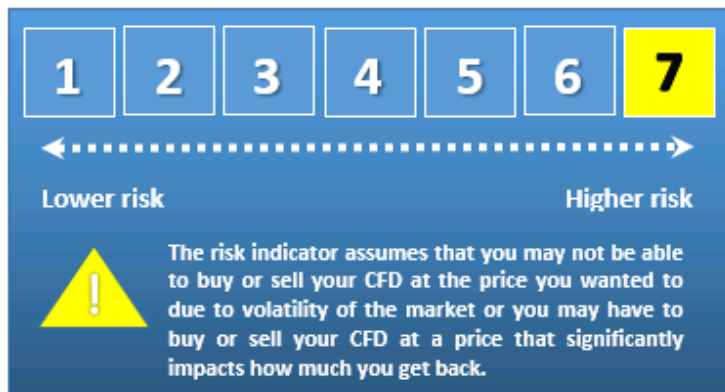 1 2 3 4 5 6 7
Lower risk Higher risk
!
The risk indicator assumes that you may not be able
to buy or sell your CFD at the price you wanted to
due to volatility of the market or you may have to
buy or sell your CFD at a price that significantly
impacts how much you get back.